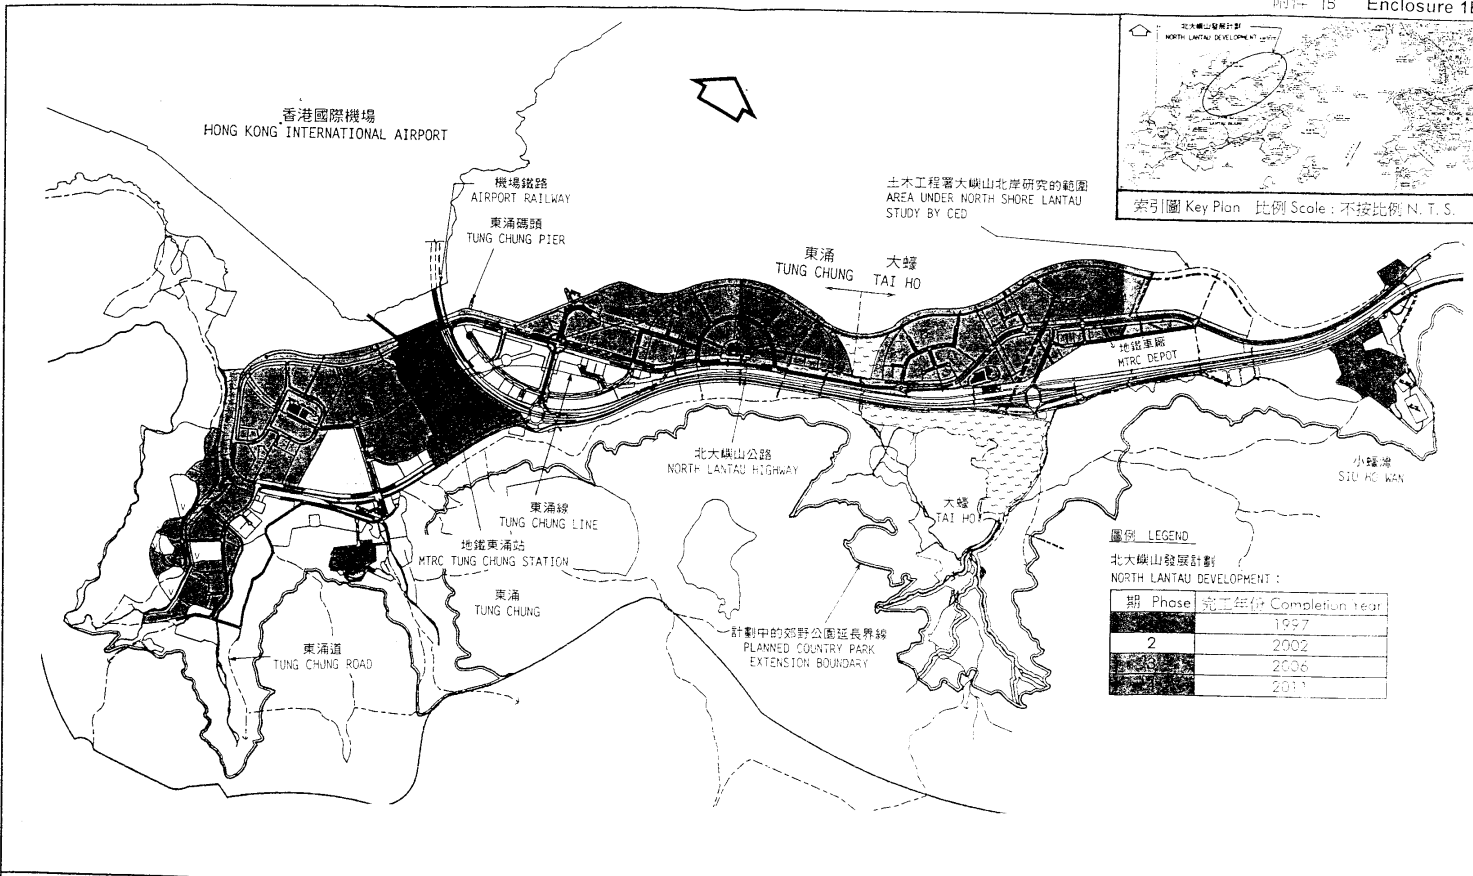 附件 1B Enclosure 1B
北大嶼山發展計劃
NORTH LANTAU DEVELOPMENT
索引圖 Key Plan 比例 Scale : 不按比例 N. T. S.
香港國際機場
HONG KONG INTERNATIONAL AIRPORT
機場鐵路
AIRPORT RAILWAY
東涌碼頭
TUNG CHUNG PIER
土木工程署大嶼山北岸研究的範圍
AREA UNDER NORTH SHORE LANTAU
STUDY BY CED
東涌 大蠔
TUNG CHUNG TAI HO
地鐵車廠
MTRC DEPOT
北大嶼山公路
NORTH LANTAU HIGHWAY
小蠔灣
SIU HO WAN
東涌線
TUNG CHUNG LINE
大蠔
TAI HO
地鐵東涌站
MTRC TUNG CHUNG STATION
東涌
TUNG CHUNG
計劃中的郊野公園延長界線
PLANNED COUNTRY PARK
EXTENSION BOUNDARY
東涌道
TUNG CHUNG ROAD
圖例 LEGEND
北大嶼山發展計劃
NORTH LANTAU DEVELOPMENT :
期 Phase 完工年份 Completion Year
1997
2 2002
3 2006
2011